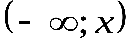 (- ∞; x)